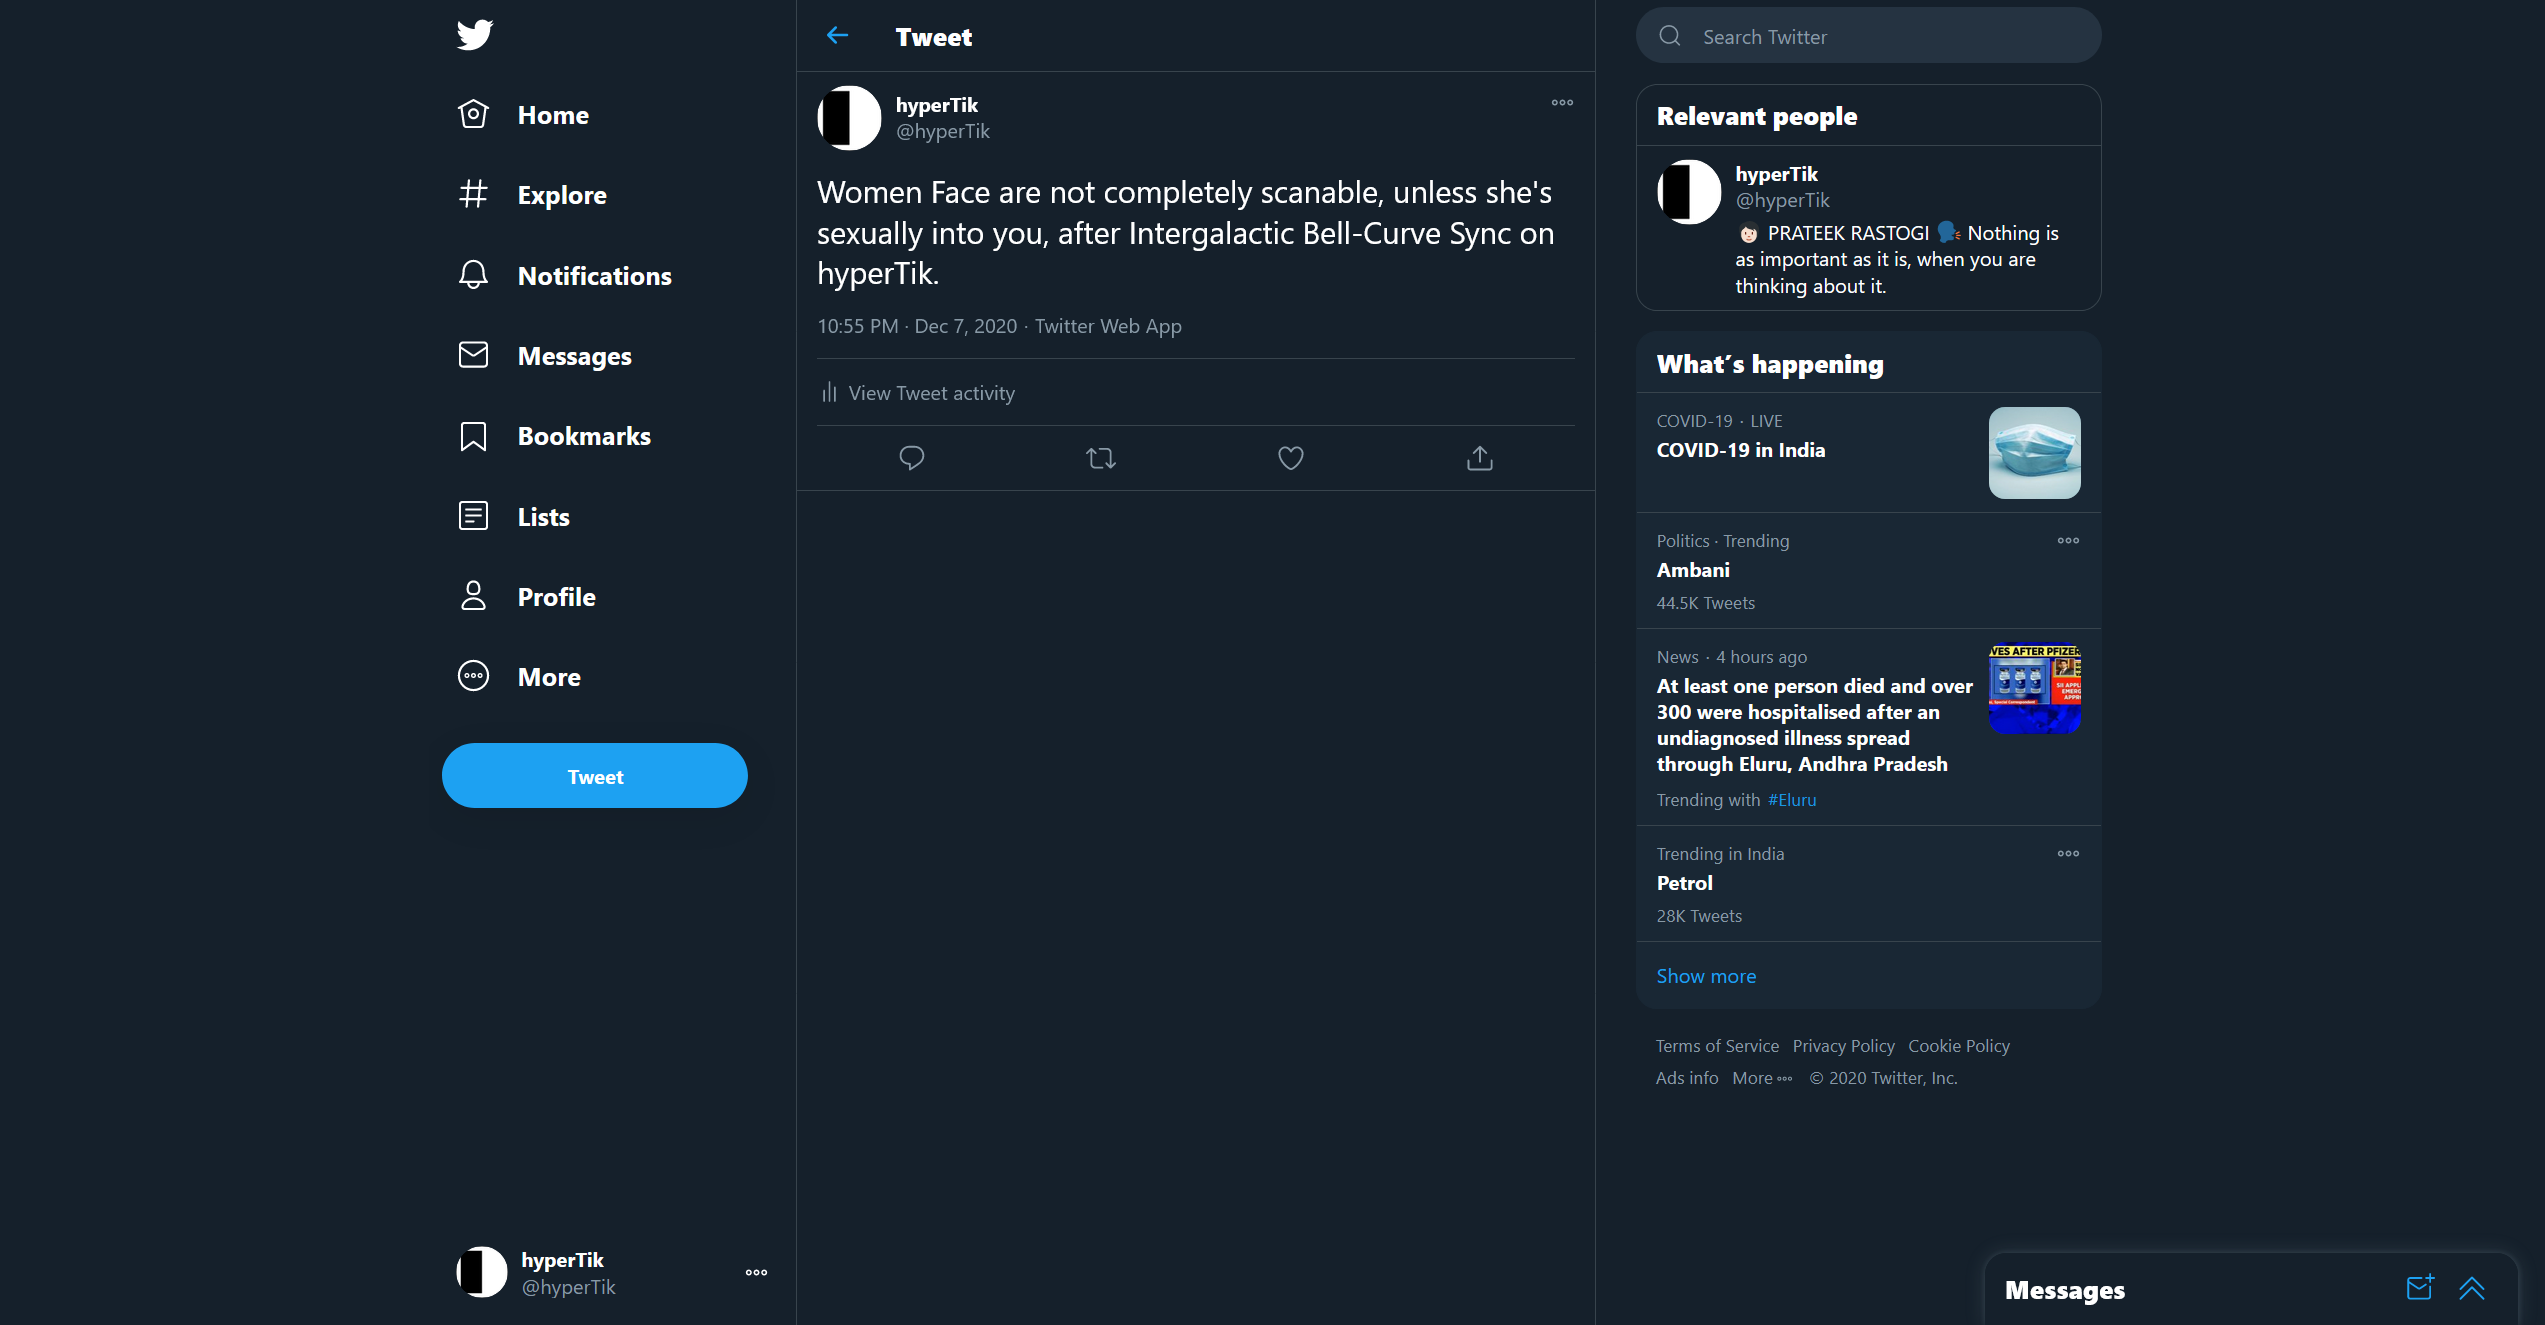 Home
Explore
Notifications
Messages
Bookmarks
Lists
Profile
More
Tweet
hyperTik
@hyperTik
Tweet
hyperTik
@hyperTik
Women Face are not completely scanable, unless she's
sexually into you, after Intergalactic Bell-Curve Sync on
hyperTik.
10:55 PM · Dec 7, 2020 · Twitter Web App
View Tweet activity
Search Twitter
Relevant people
hyperTik
@hyperTik
PRATEEK RASTOGI Nothing is
as important as it is, when you are
thinking about it.
What's happening
COVID-19 · LIVE
COVID-19 in India
Politics · Trending
Ambani
44.5K Tweets
News · 4 hours ago
At least one person died and over
300 were hospitalised after an
undiagnosed illness spread
through Eluru, Andhra Pradesh
Trending with #Eluru
VES AFTER PFIZER
Trending in India
Petrol
28K Tweets
Show more
Terms of Service Privacy Policy Cookie Policy
Ads info More © 2020 Twitter, Inc.
Messages